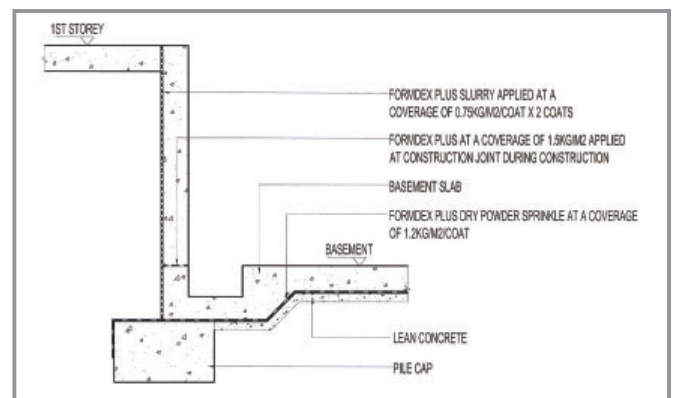 1ST STOREY
FORMDEX PLUS SLURRY APPLIED AT A
COVERAGE OF 0.75KG/M2/COAT X 2 COATS
FORMDEX PLUS AT A COVERAGE OF 1.5KG/M2 APPLIED
AT CONSTRUCTION JOINT DURING CONSTRUCTION
BASEMENT SLAB
FORMDEX PLUS DRY POWDER SPRINKLE AT A COVERAGE
OF 1.2KG/M2/COAT
BASEMENT
LEAN CONCRETE
PILE CAP